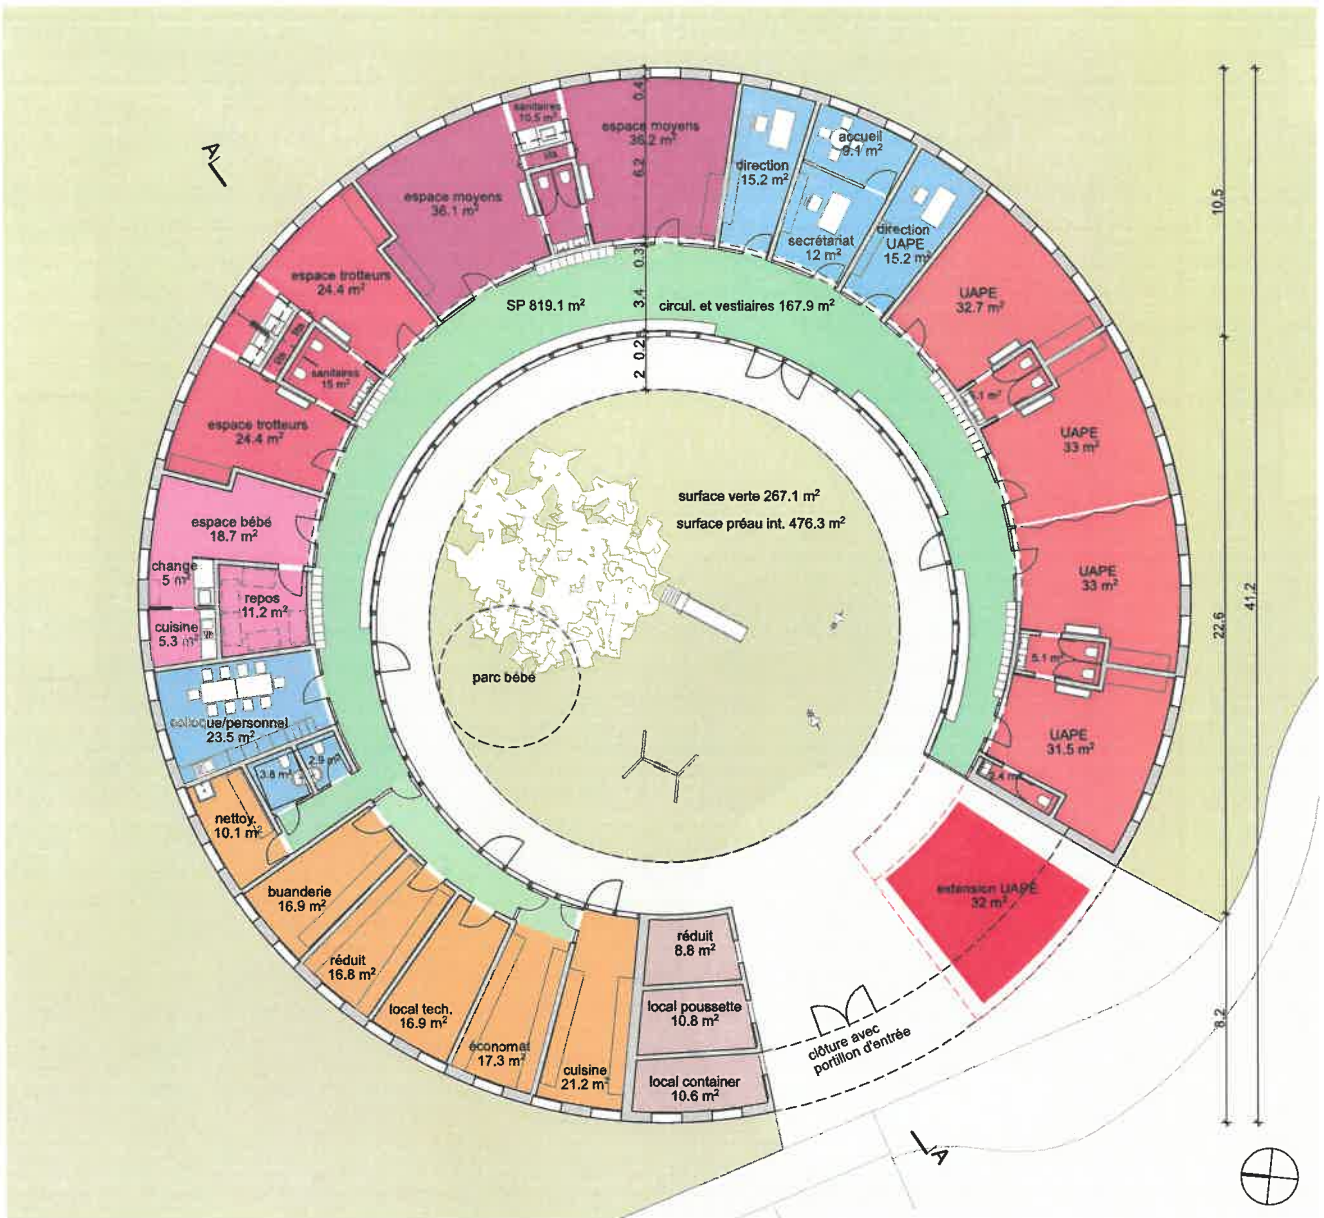 A
sanitaires
10.5 m²
espace moyens
36.2 m²
0.4
6.2
0.3
3.4
0.2
2
direction
15.2 m²
accueil
9.1 m²
secrétariat
12 m²
direction
UAPE
15.2 m²
espace moyens
36.1 m²
espace trotteurs
24.4 m²
sanitaires
15 m²
espace trotteurs
24.4 m²
SP 819.1 m²
circul. et vestiaires 167.9 m²
UAPE
32.7 m²
UAPE
33 m²
UAPE
33 m²
5.1 m²
UAPE
31.5 m²
10.5
22.6
41.2
8.2
surface verte 267.1 m²
surface préau int. 476.3 m²
parc bébé
espace bébé
18.7 m²
change
5 m²
repos
11.2 m²
cuisine
5.3 m²
colloque/personnel
23.5 m²
3.8 m²
2.9 m²
nettoy.
10.1 m²
buanderie
16.9 m²
réduit
16.8 m²
local tech.
16.9 m²
économat
17.3 m²
cuisine
21.2 m²
réduit
8.8 m²
local poussette
10.8 m²
local container
10.6 m²
extension UAPE
32 m²
clôture avec
portillon d'entrée
A